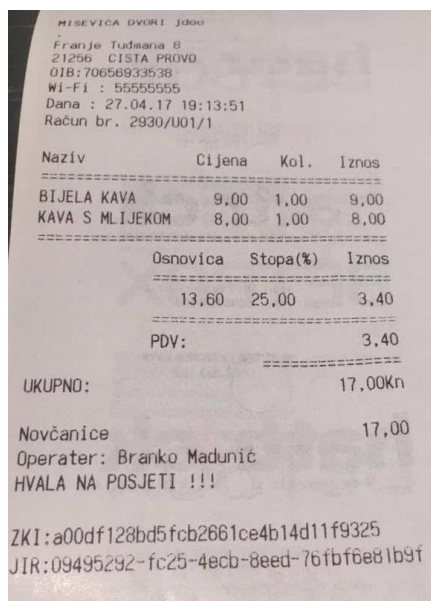 MISEVICA DVORI jdoo
Franje Tuđmana 8
21256 CISTA PROVO
OIB:70656933538
Wi-Fi : 55555555
Dana : 27.04.17 19:13:51
Račun br. 2930/U01/1
Naziv Cijena Kol. Iznos
BIJELA KAVA 9,00 1,00 9,00
KAVA S MLIJEKOM 8,00 1,00 8,00
Osnovica Stopa(%) Iznos
13,60 25,00 3,40
PDV: 3,40
UKUPNO: 17,00Kn
Novčanice 17,00
Operater: Branko Madunić
HVALA NA POSJETI !!!
ZKI:a00df128bd5fcb2661ce4b14d11f9325
JIR:09495292-fc25-4ecb-8eed-76fbf6e81b9f